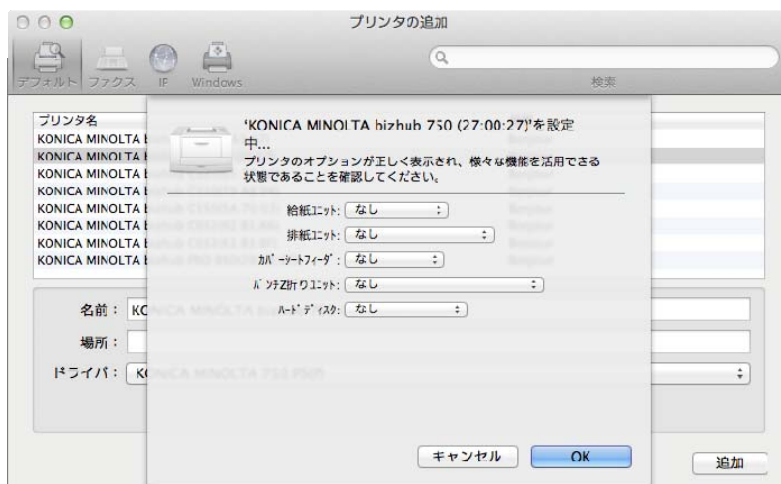 プリンタの追加
デフォルト ファクス IF Windows
検索
プリンタ名
KONICA MINOLTA b
KONICA MINOLTA b
KONICA MINOLTA b
KONICA MINOLTA b
KONICA MINOLTA b
KONICA MINOLTA b
KONICA MINOLTA b
KONICA MINOLTA b
'KONICA MINOLTA bizhub 750 (27:00:27)'を設定
中...
プリンタのオプションが正しく表示され、様々な機能を活用できる
状態であることを確認してください。
給紙ﾕﾆｯﾄ: なし
排紙ﾕﾆｯﾄ: なし
ｶﾊﾞｰｼｰﾄﾌｨｰﾀﾞ: なし
ﾊﾟﾝﾁZ折りﾕﾆｯﾄ: なし
ﾊｰﾄﾞﾃﾞｨｽｸ: なし
名前： KONICA MINOLTA
場所：
ドライバ： KONICA MINOLTA 750 PS(P)
キャンセル OK
追加